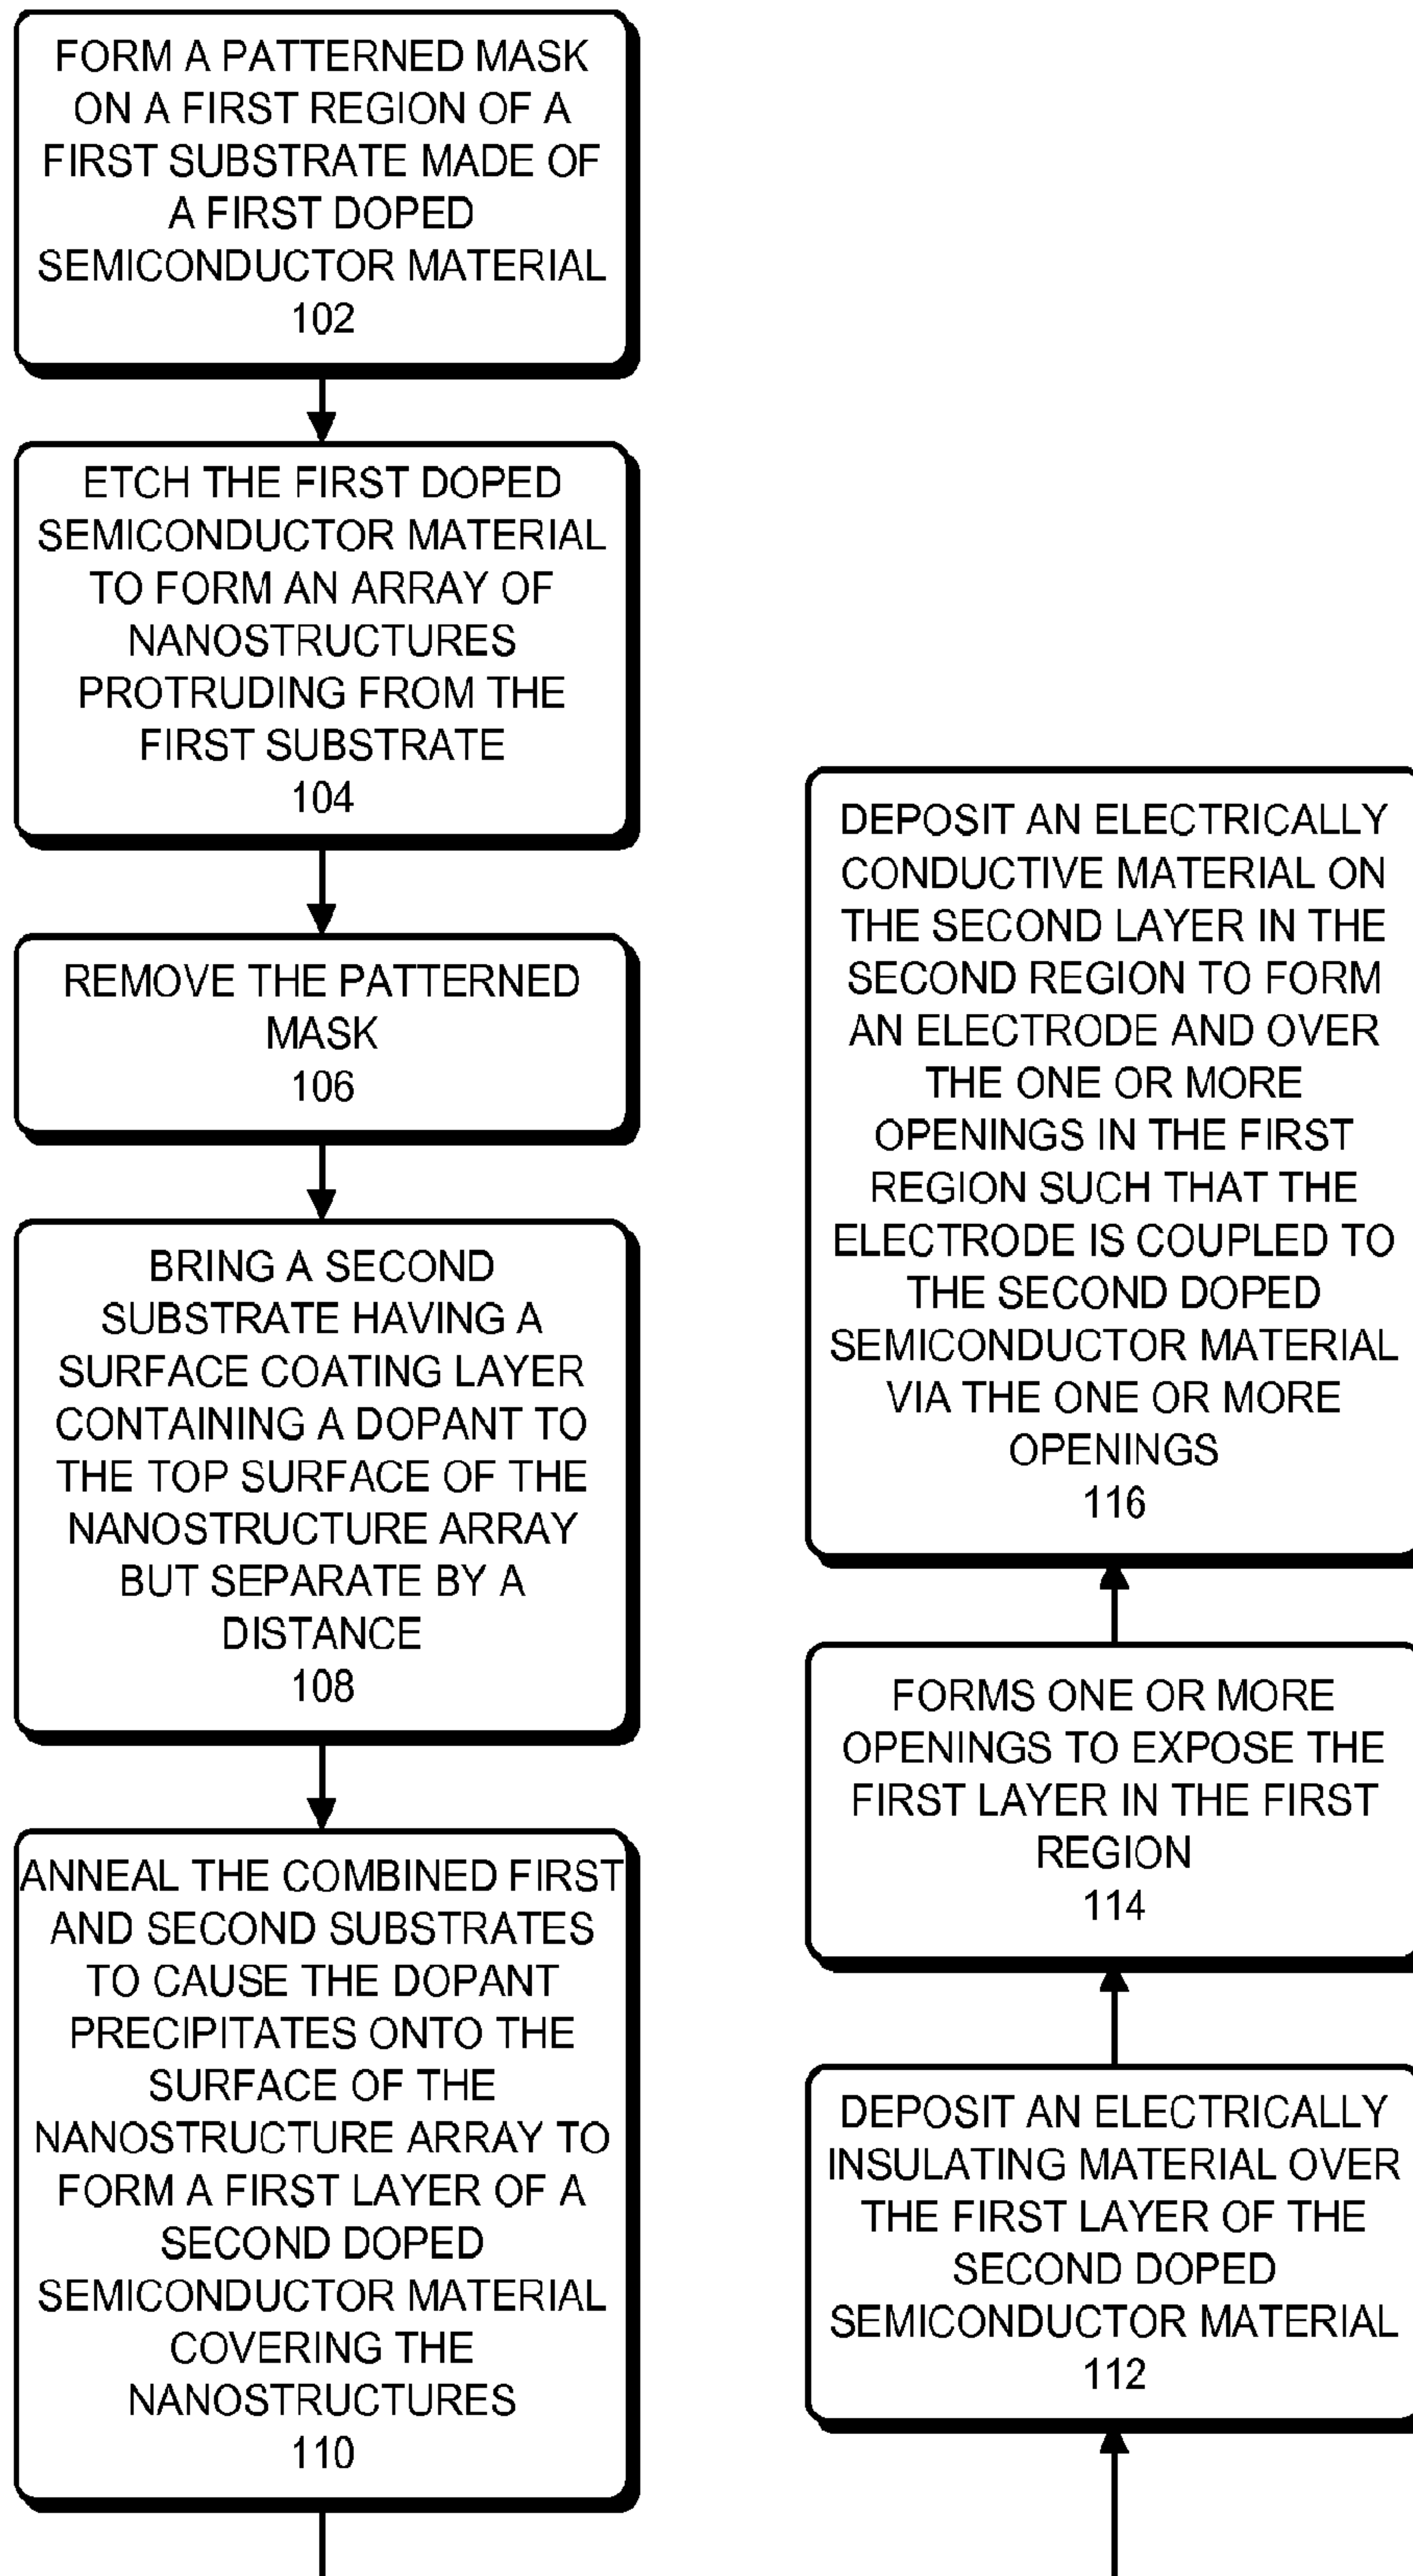 FORM A PATTERNED MASK
ON A FIRST REGION OF A
FIRST SUBSTRATE MADE OF
A FIRST DOPED
SEMICONDUCTOR MATERIAL
102
ETCH THE FIRST DOPED
SEMICONDUCTOR MATERIAL
TO FORM AN ARRAY OF
NANOSTRUCTURES
PROTRUDING FROM THE
FIRST SUBSTRATE
104
REMOVE THE PATTERNED
MASK
106
BRING A SECOND
SUBSTRATE HAVING A
SURFACE COATING LAYER
CONTAINING A DOPANT TO
THE TOP SURFACE OF THE
NANOSTRUCTURE ARRAY
BUT SEPARATE BY A
DISTANCE
108
ANNEAL THE COMBINED FIRST
AND SECOND SUBSTRATES
TO CAUSE THE DOPANT
PRECIPITATES ONTO THE
SURFACE OF THE
NANOSTRUCTURE ARRAY TO
FORM A FIRST LAYER OF A
SECOND DOPED
SEMICONDUCTOR MATERIAL
COVERING THE
NANOSTRUCTURES
110
DEPOSIT AN ELECTRICALLY
INSULATING MATERIAL OVER
THE FIRST LAYER OF THE
SECOND DOPED
SEMICONDUCTOR MATERIAL
112
FORMS ONE OR MORE
OPENINGS TO EXPOSE THE
FIRST LAYER IN THE FIRST
REGION
114
DEPOSIT AN ELECTRICALLY
CONDUCTIVE MATERIAL ON
THE SECOND LAYER IN THE
SECOND REGION TO FORM
AN ELECTRODE AND OVER
THE ONE OR MORE
OPENINGS IN THE FIRST
REGION SUCH THAT THE
ELECTRODE IS COUPLED TO
THE SECOND DOPED
SEMICONDUCTOR MATERIAL
VIA THE ONE OR MORE
OPENINGS
116